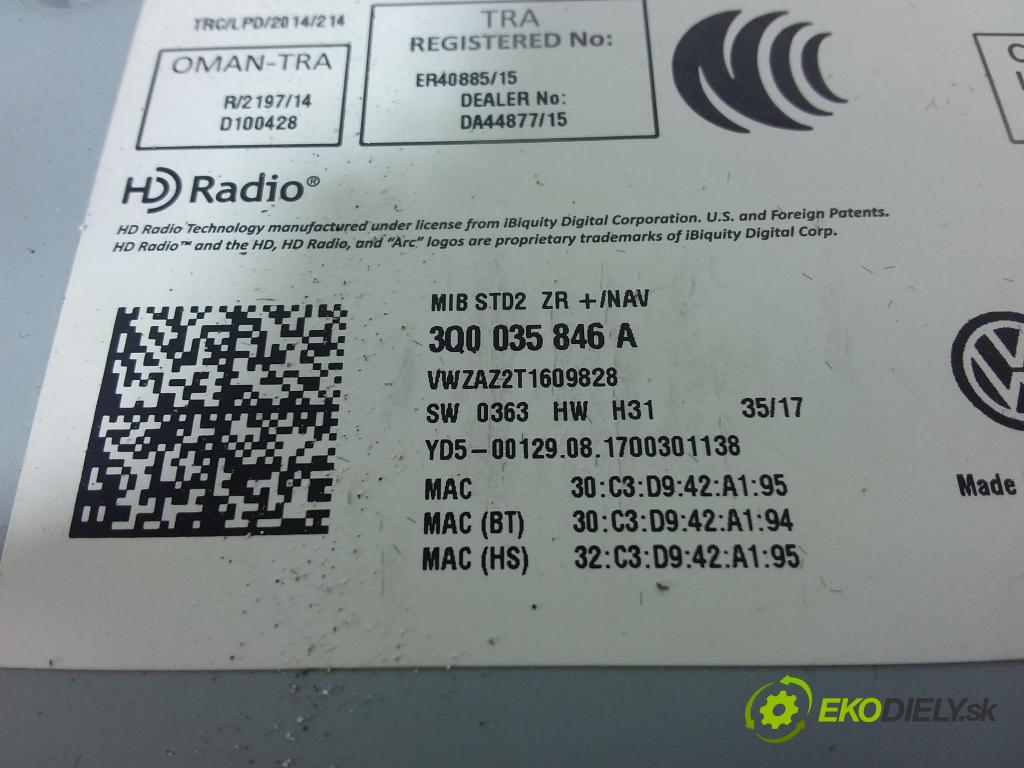 TRC/LPD/2014/214
OMAN-TRA
R/2197/14
D100428
TRA
REGISTERED No:
ER40885/15
DEALER No:
DA44877/15
HD Radio®
HD Radio Technology manufactured under license from iBiquity Digital Corporation. U.S. and Foreign Patents.
HD Radio™ and the HD, HD Radio, and "Arc" logos are proprietary trademarks of iBiquity Digital Corp.
MIB STD2 ZR +/NAV
3Q0 035 846 A
VWZAZ2T1609828
SW 0363 HW H31 35/17
YD5-00129.08.1700301138
MAC 30:C3:D9:42:A1:95
MAC (BT) 30:C3:D9:42:A1:94
MAC (HS) 32:C3:D9:42:A1:95
Made
EKODIELY.sk